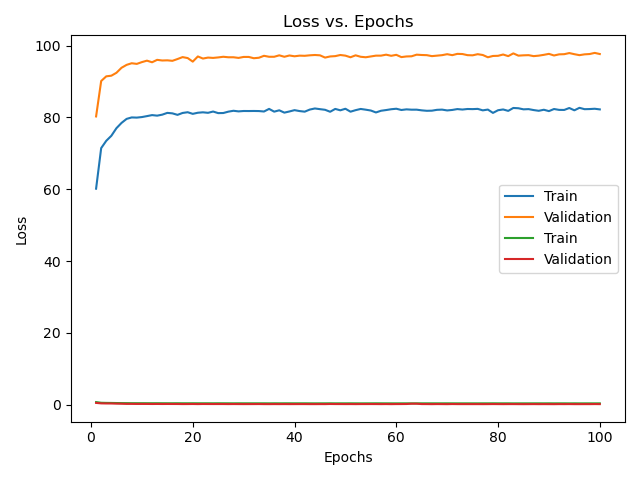 Loss vs. Epochs
100
80
60
40
20
0
Loss
Train
Validation
Train
Validation
0 20 40 60 80 100
Epochs